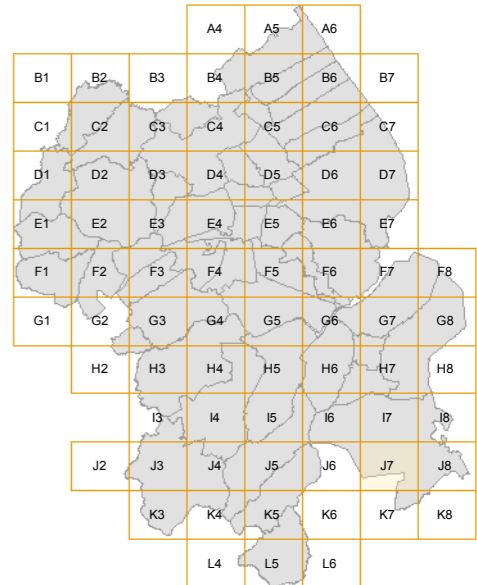 A4 A5 A6
B1 B2 B3 B4 B5 B6 B7
C1 C2 C3 C4 C5 C6 C7
D1 D2 D3 D4 D5 D6 D7
E1 E2 E3 E4 E5 E6 E7
F1 F2 F3 F4 F5 F6 F7 F8
G1 G2 G3 G4 G5 G6 G7 G8
H2 H3 H4 H5 H6 H7 H8
I3 I4 I5 I6 I7 I8
J2 J3 J4 J5 J6 J7 J8
K3 K4 K5 K6 K7 K8
L4 L5 L6